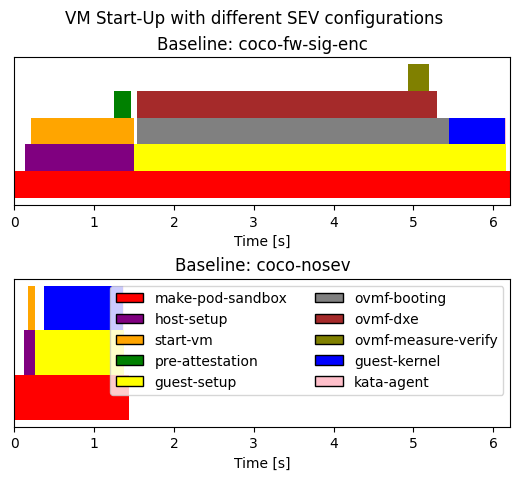 VM Start-Up with different SEV configurations
Baseline: coco-fw-sig-enc
0 1 2 3 4 5 6
Time [s]
Baseline: coco-nosev
make-pod-sandbox
host-setup
start-vm
pre-attestation
guest-setup
ovmf-booting
ovmf-dxe
ovmf-measure-verify
guest-kernel
kata-agent
0 1 2 3 4 5 6
Time [s]